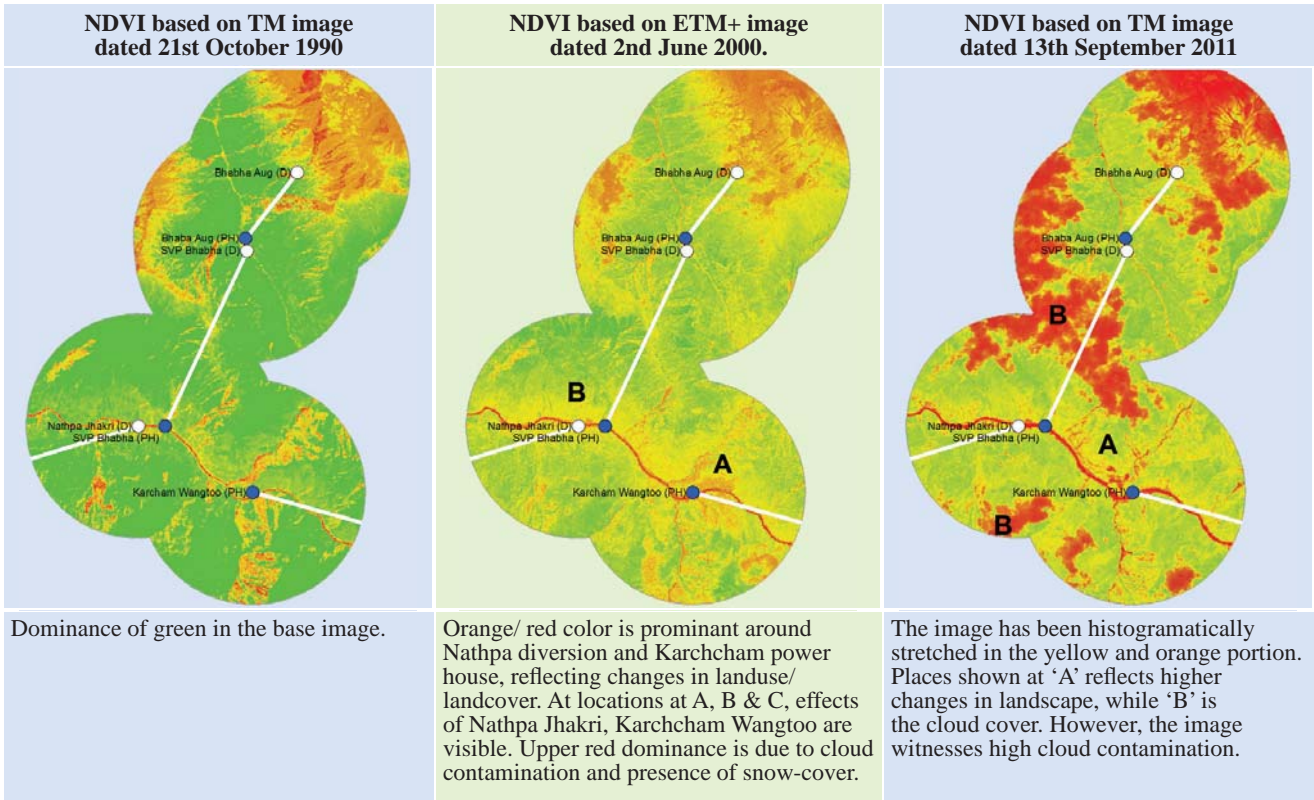 NDVI based on TM image
dated 21st October 1990
NDVI based on ETM+ image
dated 2nd June 2000.
NDVI based on TM image
dated 13th September 2011
Bhabha Aug (D)
Bhaba Aug (PH)
SVP Bhabha (D)
Nathpa Jhakri (D)
SVP Bhabha (PH)
Karcham Wangtoo (PH)
Bhabha Aug (D)
Bhaba Aug (PH)
SVP Bhabha (D)
B
Nathpa Jhakri (D)
SVP Bhabha (PH)
A
Karcham Wangtoo (PH)
Bhabha Aug (D)
Bhaba Aug (PH)
SVP Bhabha (D)
B
Nathpa Jhakri (D)
SVP Bhabha (PH)
A
Karcham Wangtoo (PH)
B
Dominance of green in the base image.
Orange/ red color is prominant around
Nathpa diversion and Karchcham power
house, reflecting changes in landuse/
landcover. At locations at A, B & C, effects
of Nathpa Jhakri, Karchcham Wangtoo are
visible. Upper red dominance is due to cloud
contamination and presence of snow-cover.
The image has been histogramatically
stretched in the yellow and orange portion.
Places shown at ‘A’ reflects higher
changes in landscape, while ‘B’ is
the cloud cover. However, the image
witnesses high cloud contamination.